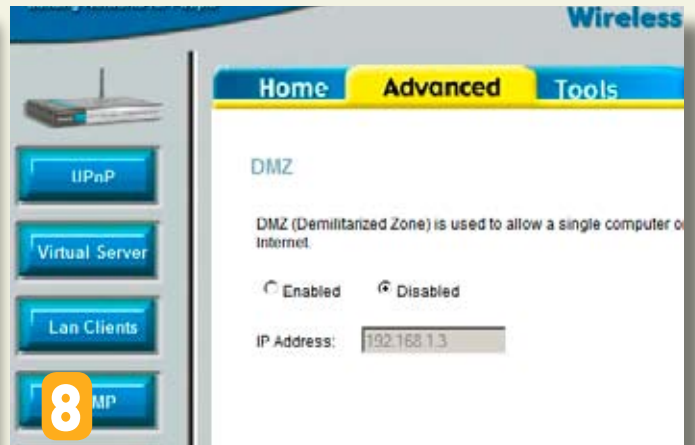 Wireless
Home Advanced Tools
UPnP
Virtual Server
Lan Clients
8 MP
DMZ
DMZ (Demilitarized Zone) is used to allow a single computer o
Internet.
Enabled Disabled
IP Address: 192.168.1.3